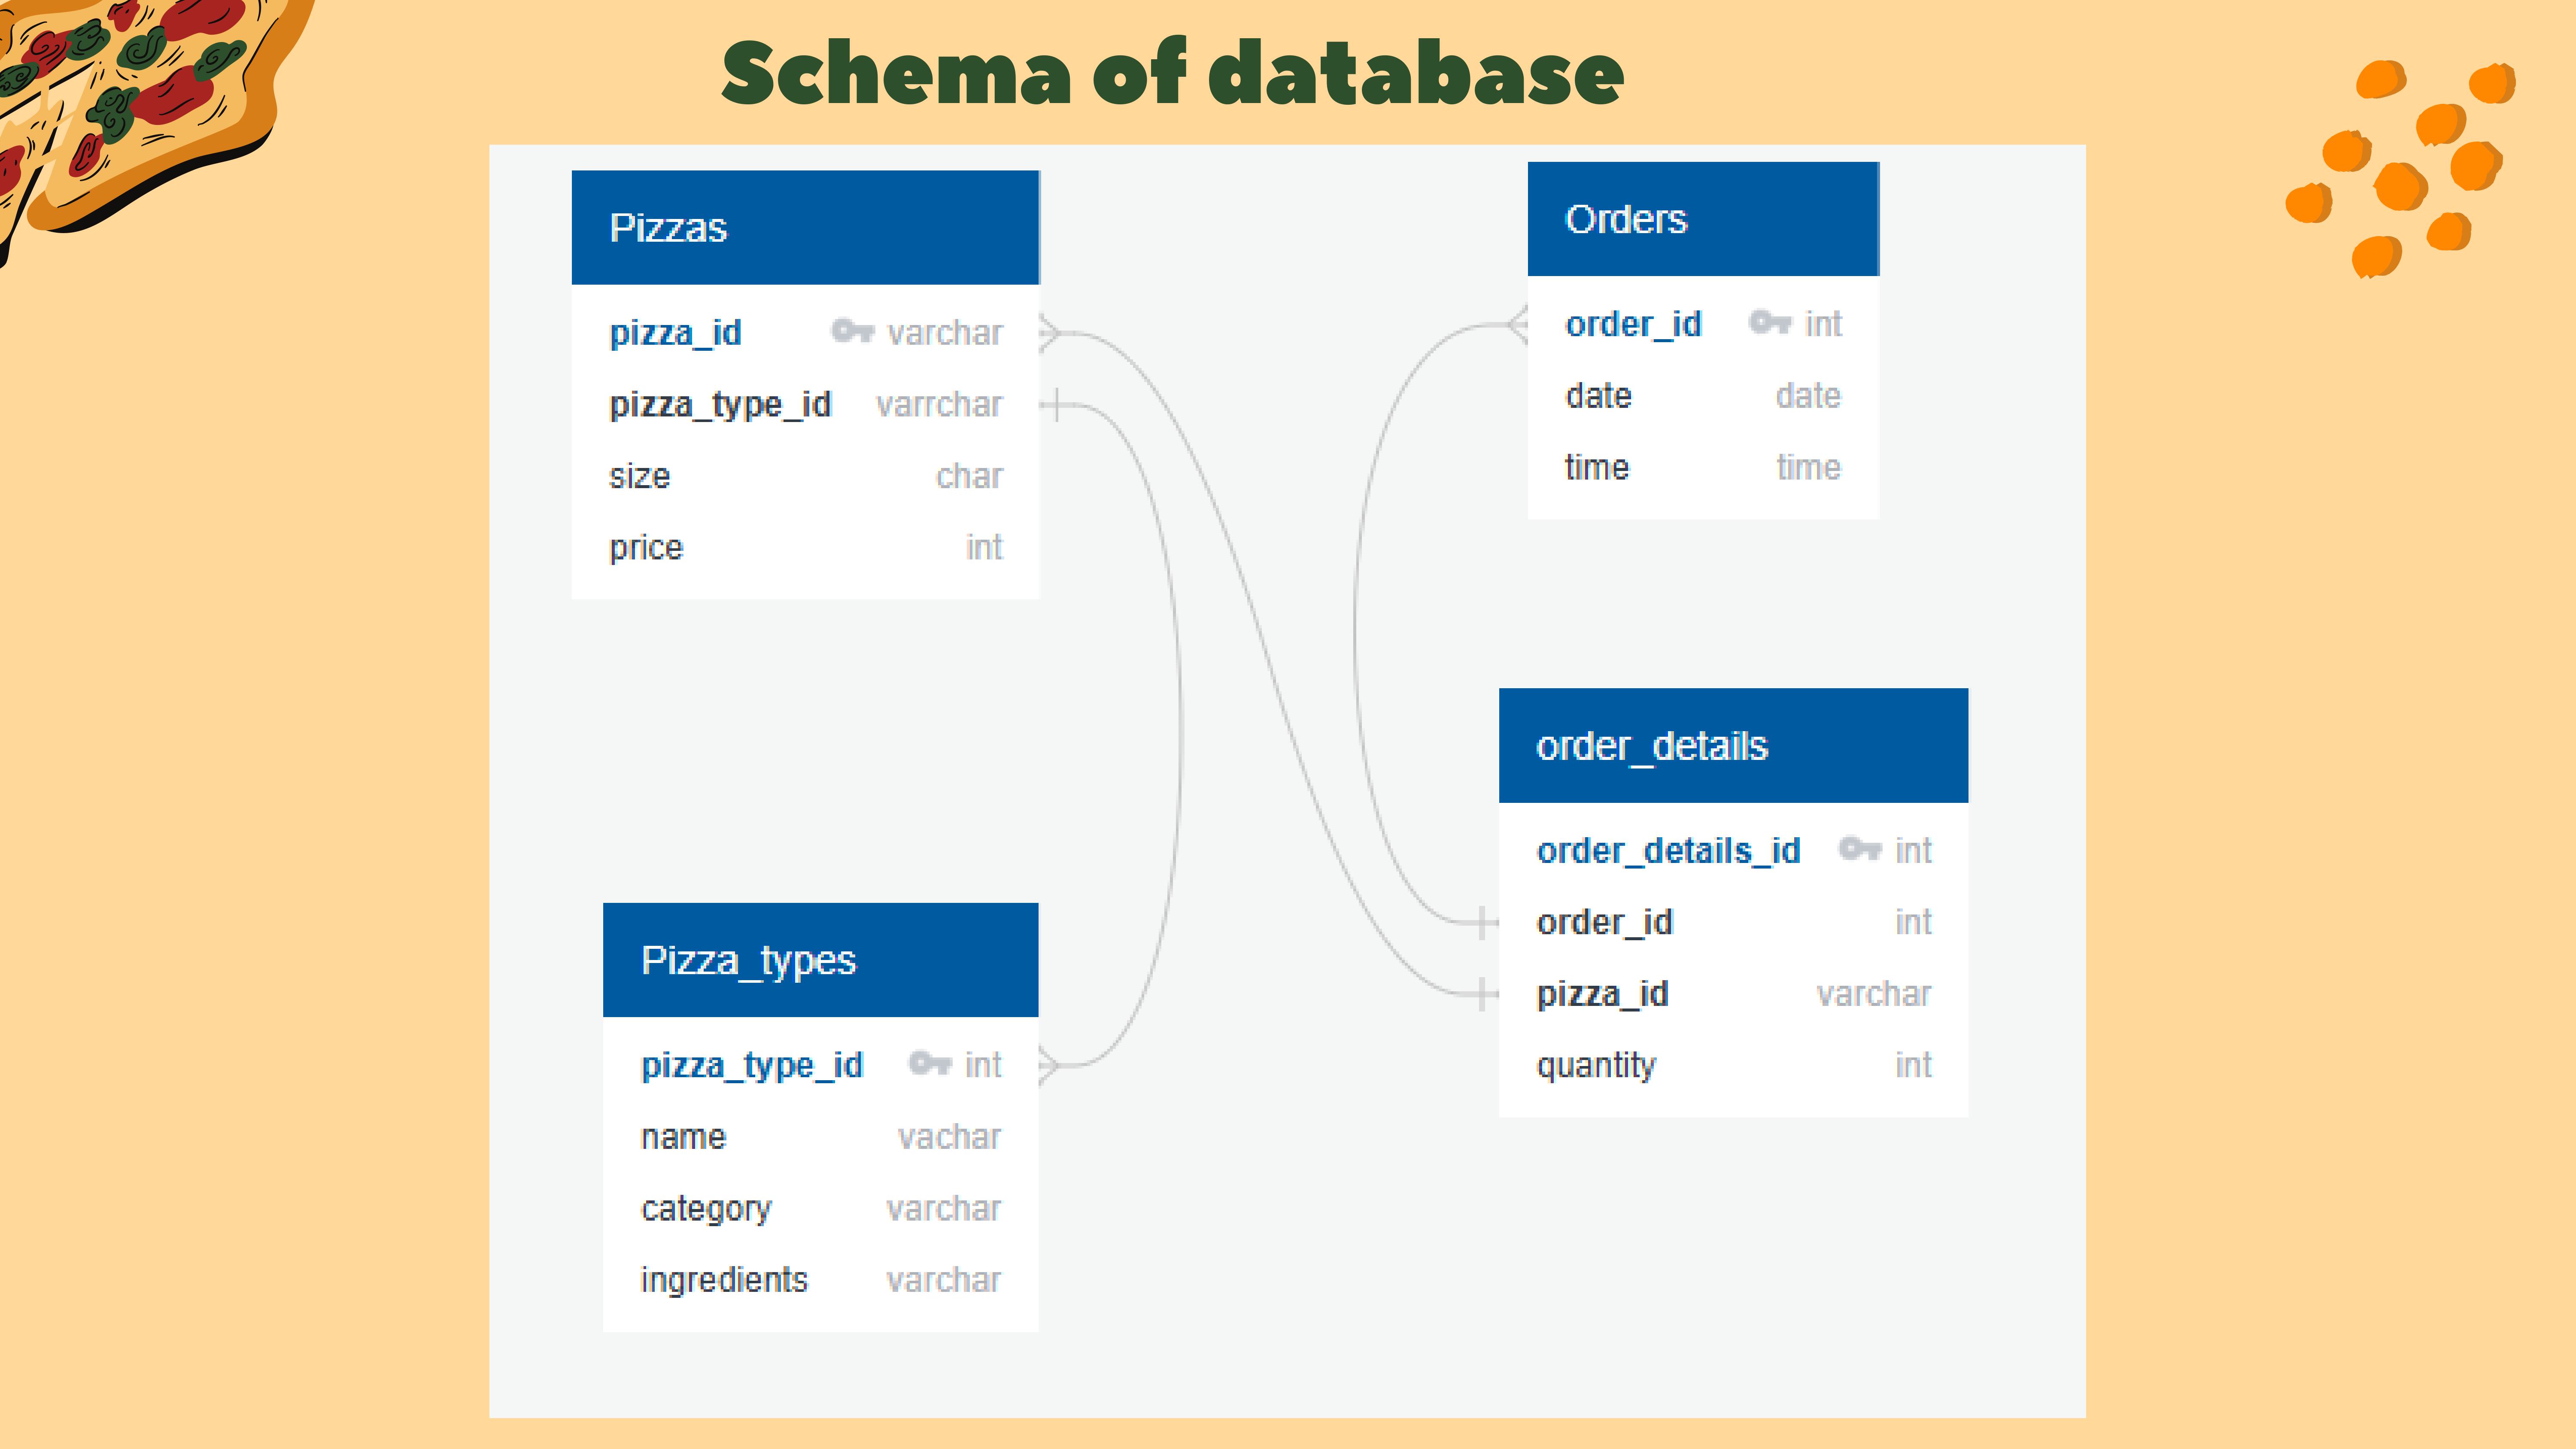 Schema of database
Pizzas
pizza_id varchar
pizza_type_id varrchar
size char
price int
Orders
order_id int
date date
time time
Pizza_types
pizza_type_id int
name vachar
category varchar
ingredients varchar
order_details
order_details_id int
order_id int
pizza_id varchar
quantity int